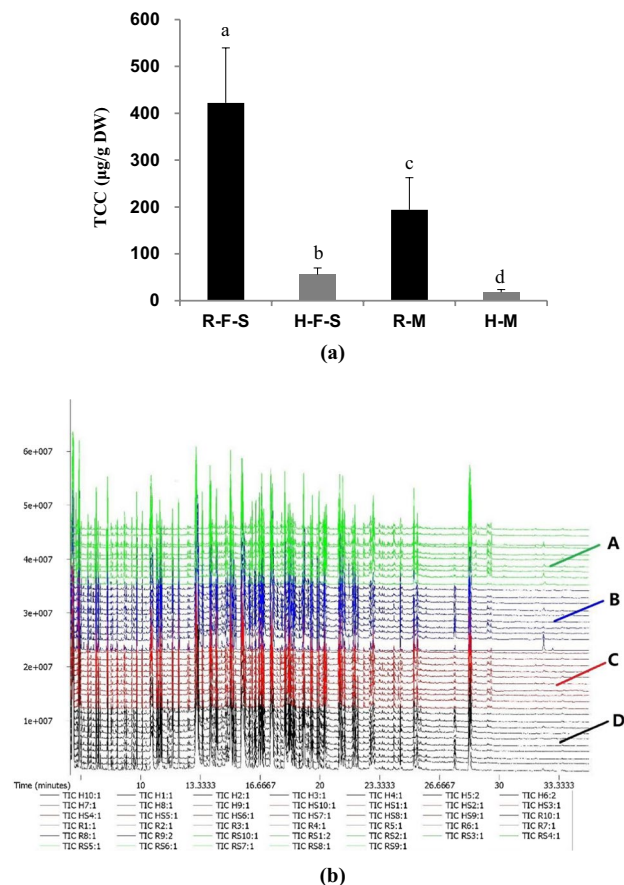 600
a
500
400
c
300
200
b
100
d
0
TCC (µg/g DW)
R-F-S H-F-S R-M H-M
(a)
6e+007
5e+007
4e+007
3e+007
2e+007
1e+007
A
B
C
D
Time (minutes) 10 13.3333 16.6667 20 23.3333 26.6667 30 33.3333
TIC H10:1 TIC H1:1 TIC H2:1 TIC H3:1 TIC H4:1 TIC H5:2 TIC H6:2
TIC H7:1 TIC H8:1 TIC H9:1 TIC HS10:1 TIC HS1:1 TIC HS2:1 TIC HS3:1
TIC HS4:1 TIC HS5:1 TIC HS6:1 TIC HS7:1 TIC HS8:1 TIC HS9:1 TIC R10:1
TIC R1:1 TIC R2:1 TIC R3:1 TIC R4:1 TIC R5:1 TIC R6:1 TIC R7:1
TIC R8:1 TIC R9:2 TIC RS10:1 TIC RS1:2 TIC RS2:1 TIC RS3:1 TIC RS4:1
TIC RS5:1 TIC RS6:1 TIC RS7:1 TIC RS8:1 TIC RS9:1
(b)